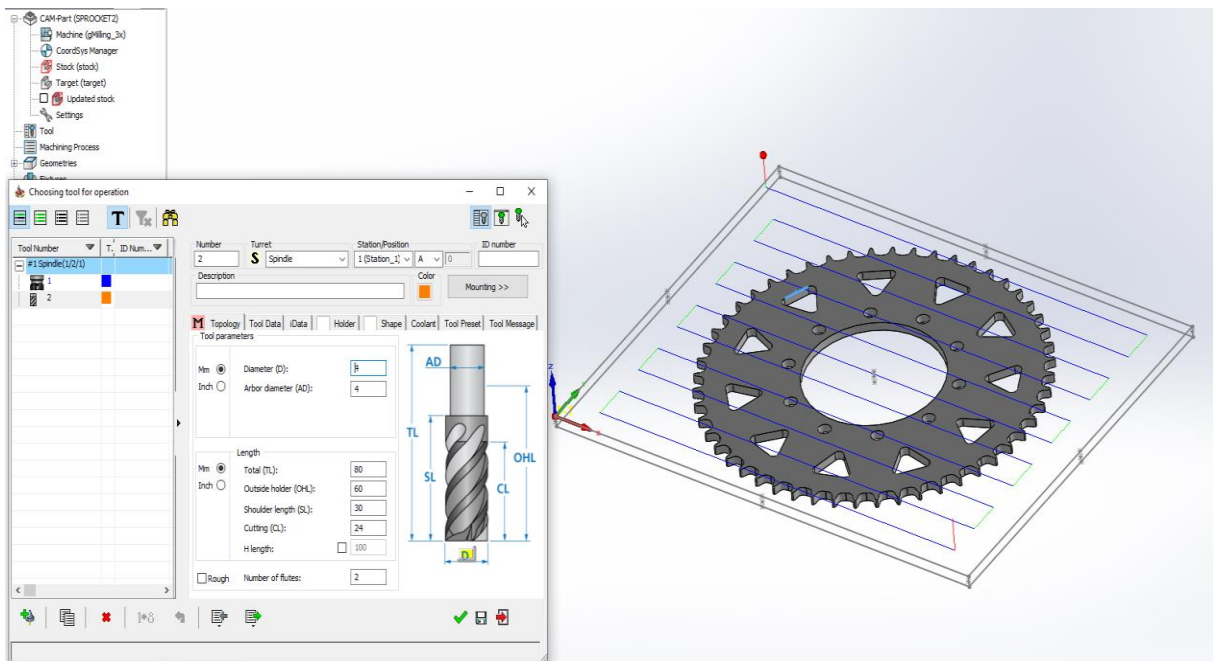 CAM-Part (SPROCKET2)
Machine (gMilling_3x)
CoordSys Manager
Stock (stock)
Target (target)
Updated stock
Settings
Tool
Machining Process
Geometries
Fixtures
Choosing tool for operation
T
Tool Number T. ID Num...
#1 Spindle(1/2/1)
1
2
Number Turret Station/Position ID number
2 S Spindle 1 (Station_1) A 0
Description Color
Mounting >>
M Topology Tool Data iData Holder Shape Coolant Tool Preset Tool Message
Tool parameters
Mm Diameter (D): 4
Inch Arbor diameter (AD): 4
Length
Mm Total (TL): 80
Inch Outside holder (OHL): 60
Shoulder length (SL): 30
Cutting (CL): 24
H length: 100
Rough Number of flutes: 2
AD
TL
OHL
SL
CL
D
Z